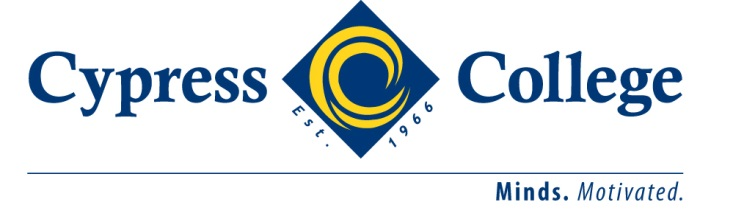 Cypress College
Est. 1966
Minds. Motivated.